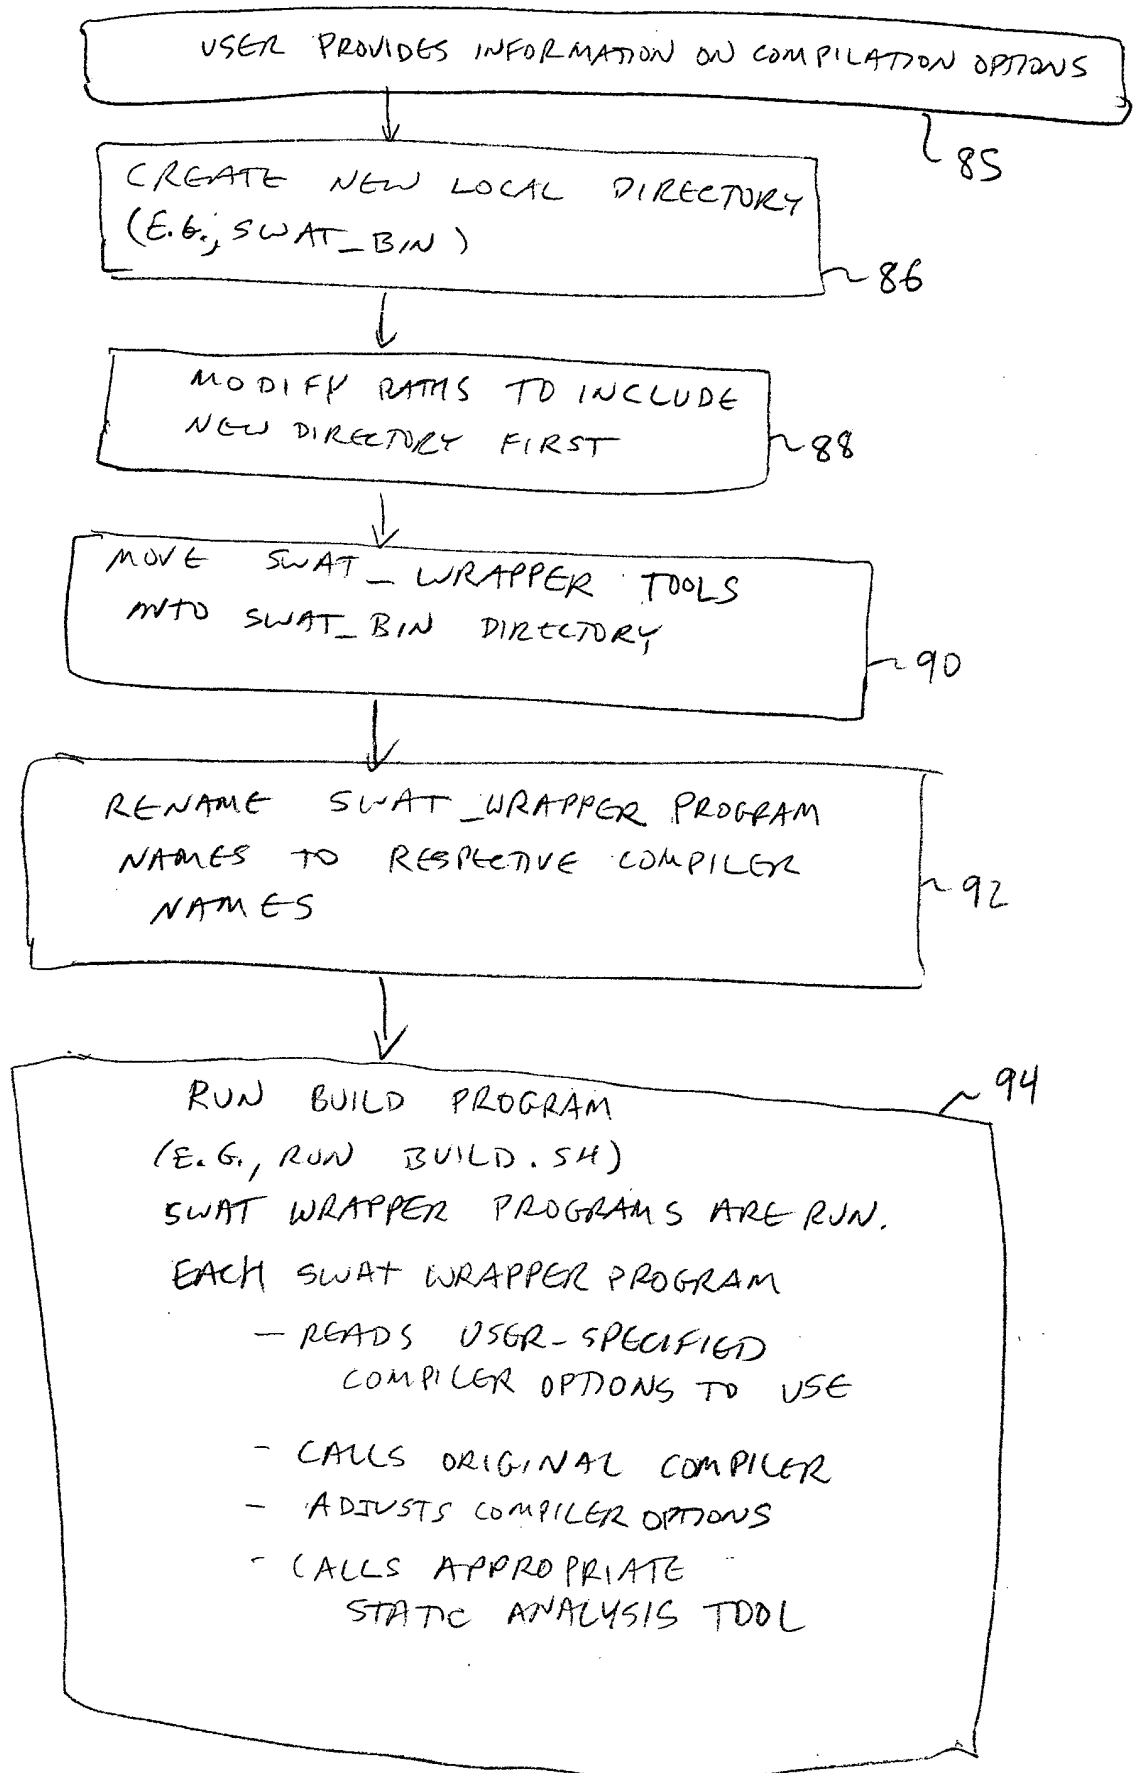 USER PROVIDES INFORMATION ON COMPILATION OPTIONS
85
CREATE NEW LOCAL DIRECTORY
(E.G., SWAT_BIN)
86
MODIFY PATHS TO INCLUDE
NEW DIRECTORY FIRST
88
MOVE SWAT_WRAPPER TOOLS
INTO SWAT_BIN DIRECTORY
90
RENAME SWAT_WRAPPER PROGRAM
NAMES TO RESPECTIVE COMPILER
NAMES
92
94
RUN BUILD PROGRAM
(E.G., RUN BUILD.SH)
SWAT WRAPPER PROGRAMS ARE RUN.
EACH SWAT WRAPPER PROGRAM
- READS USER-SPECIFIED
COMPILER OPTIONS TO USE
- CALLS ORIGINAL COMPILER
- ADJUSTS COMPILER OPTIONS
- CALLS APPROPRIATE
STATIC ANALYSIS TOOL